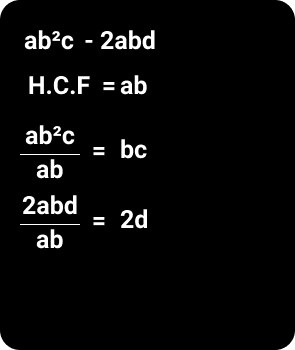 ab²c - 2abd
H.C.F = ab
ab²c
ab
= bc
2abd
ab
= 2d